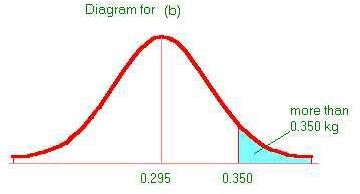 Diagram for (b)
more than
0.350 kg
0.295 0.350